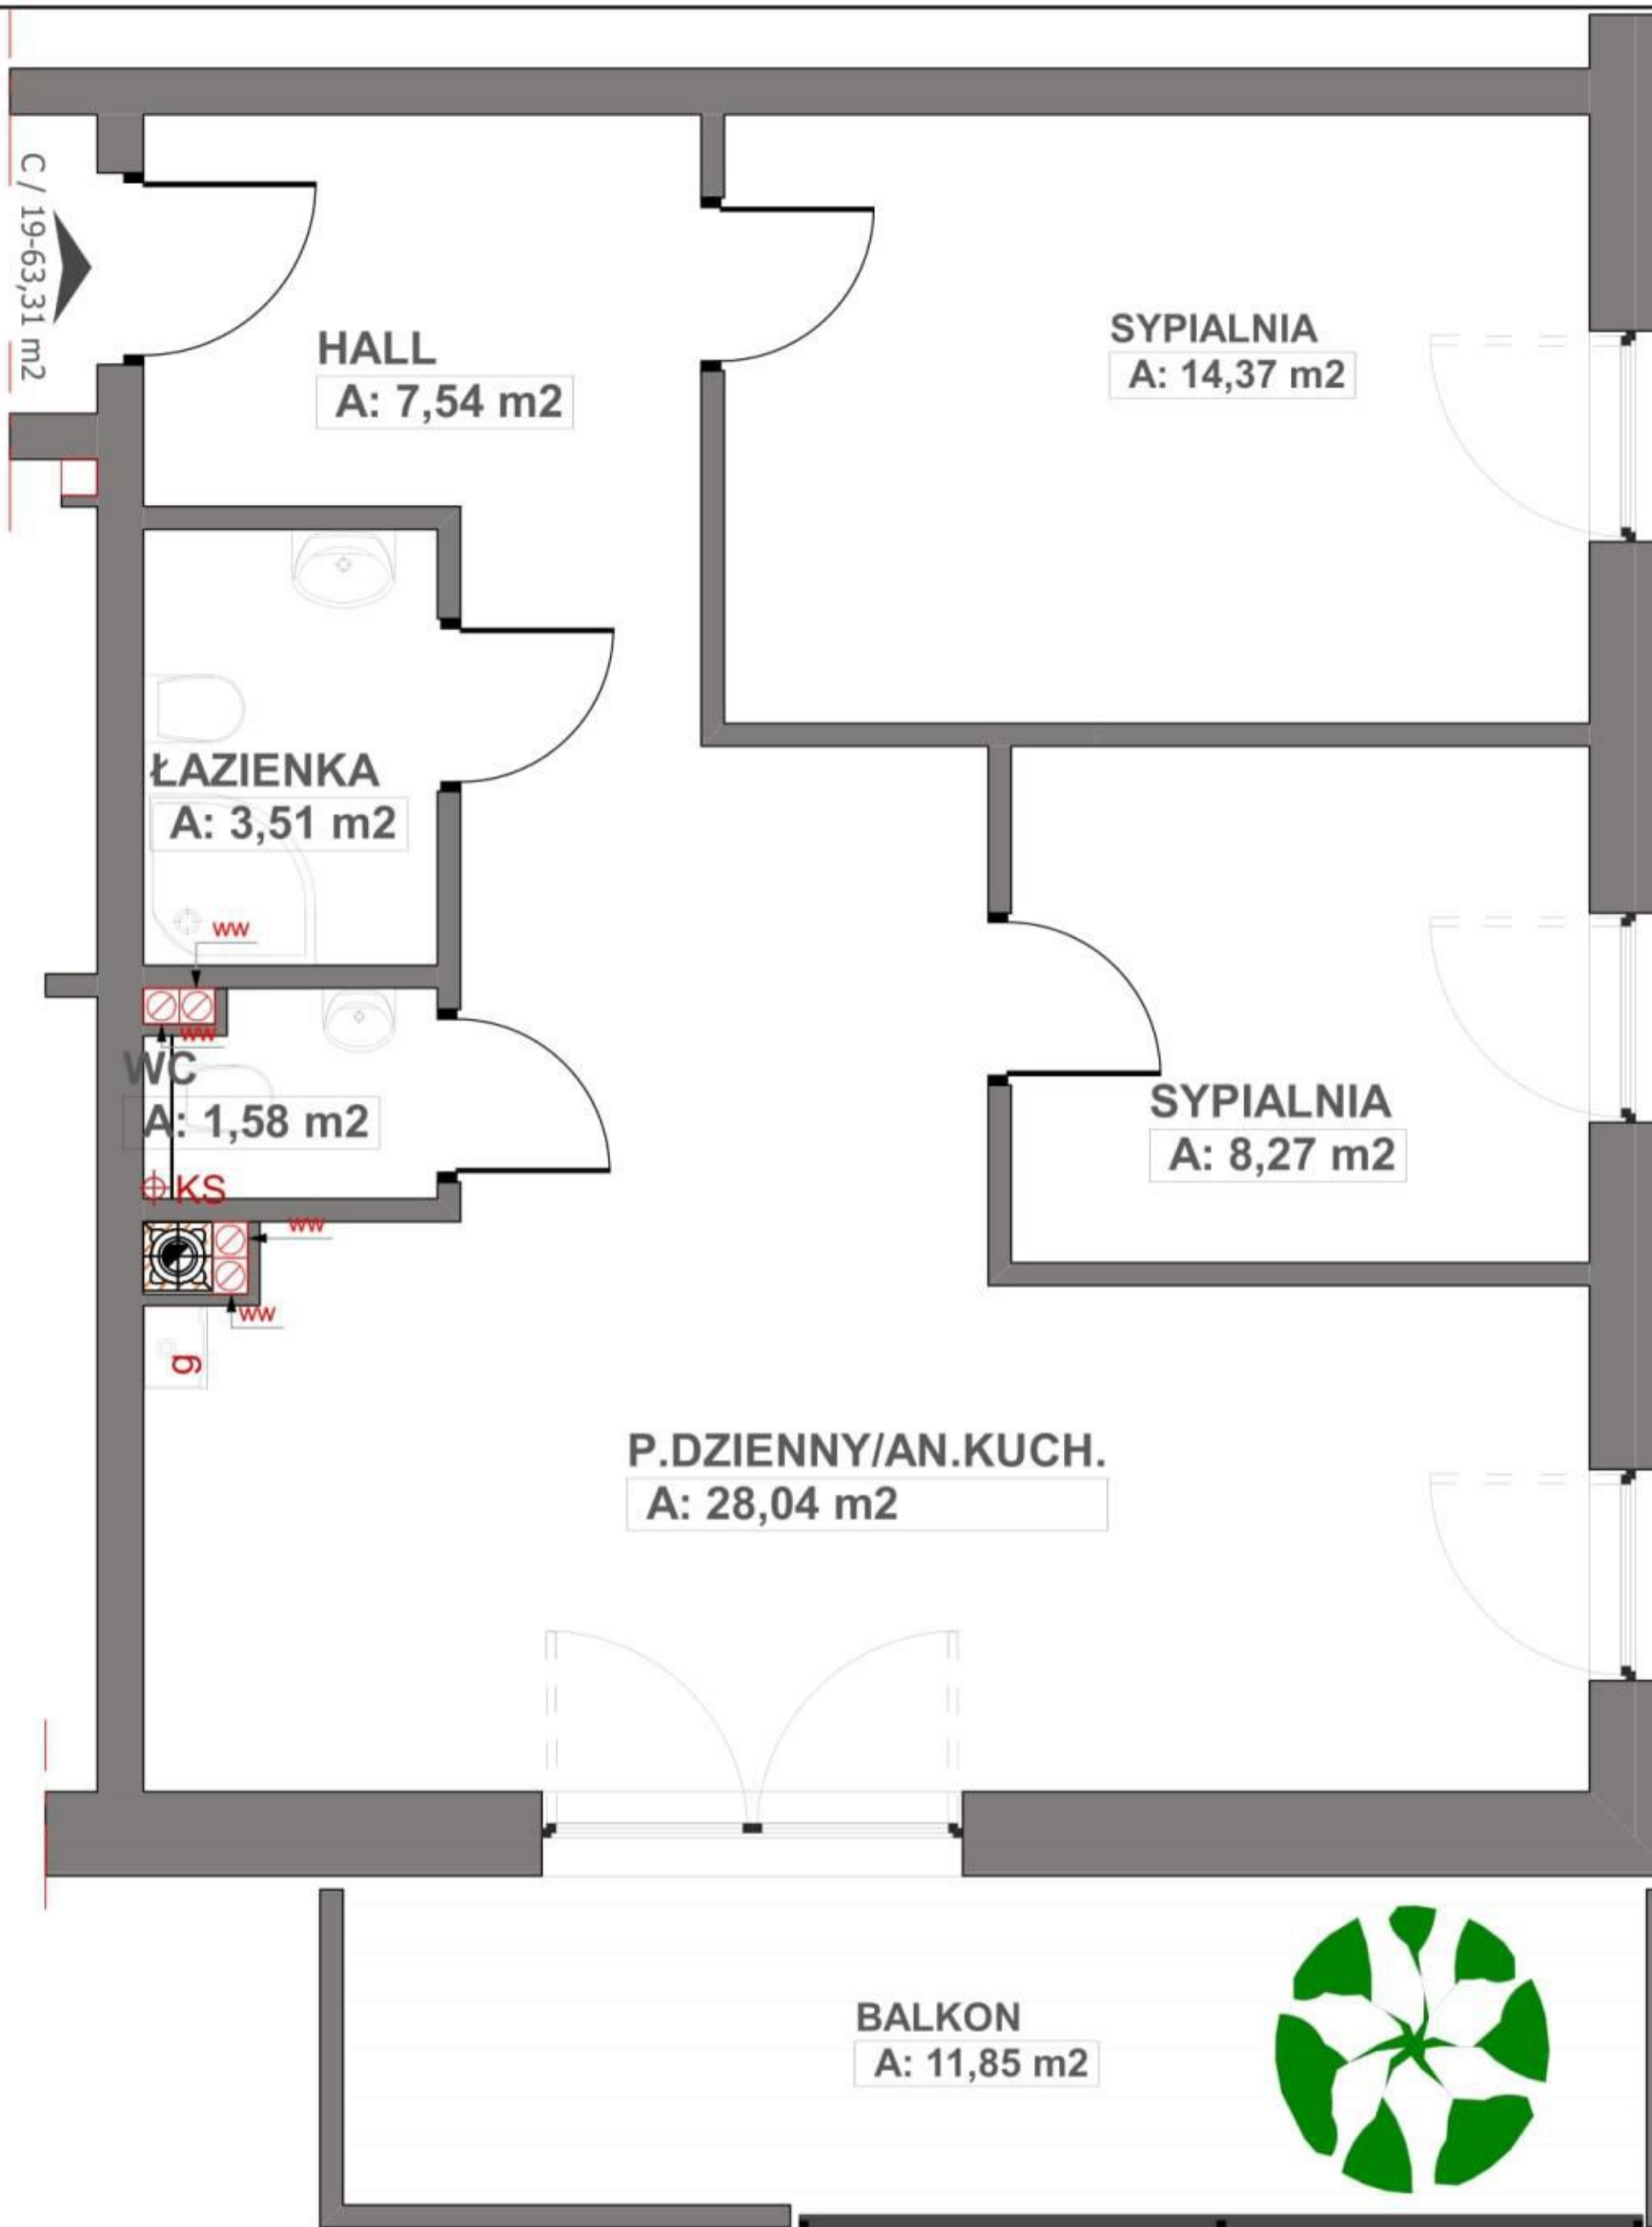 C / 19-63,31 m2
HALL
A: 7,54 m2
SYPIALNIA
A: 14,37 m2
ŁAZIENKA
A: 3,51 m2
ww
ww
WC
A: 1,58 m2
KS
SYPIALNIA
A: 8,27 m2
ww
ww
g
P.DZIENNY/AN.KUCH.
A: 28,04 m2
BALKON
A: 11,85 m2